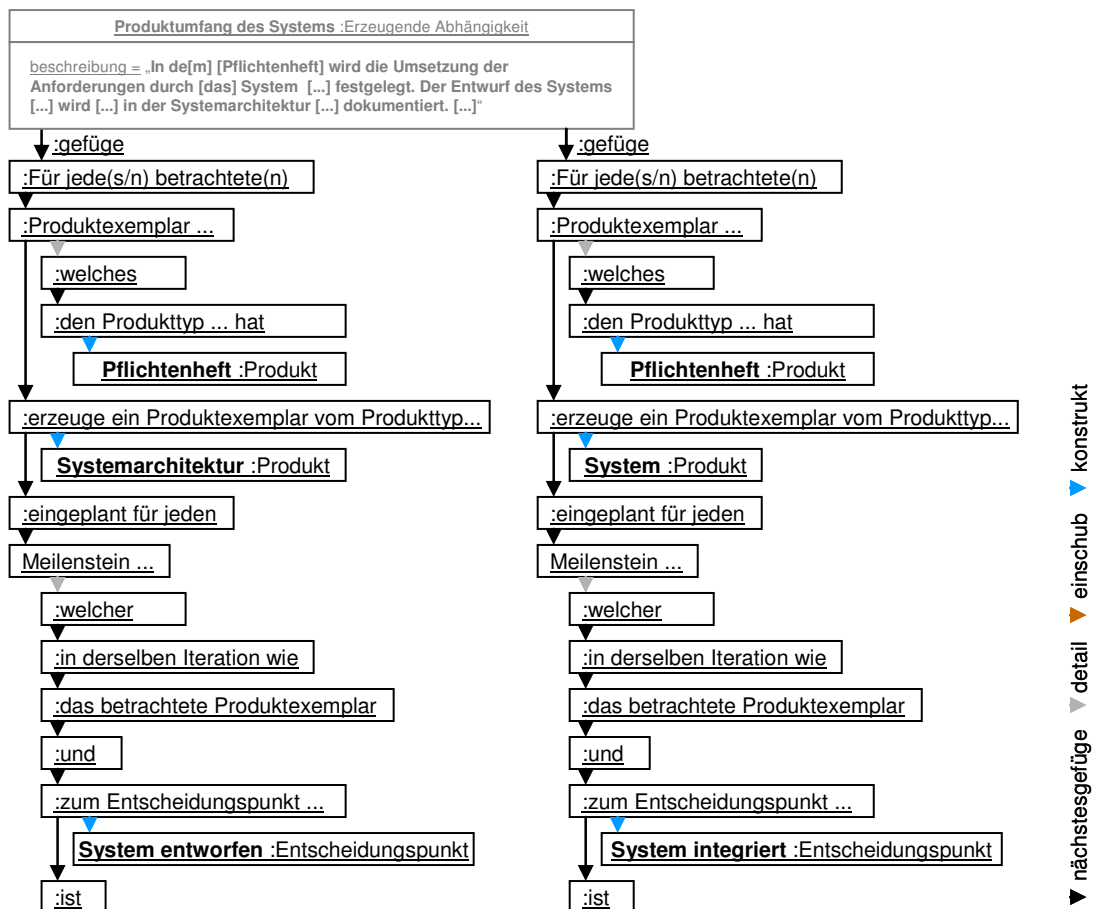 Produktumfang des Systems :Erzeugende Abhängigkeit
beschreibung = „In de[m] [Pflichtenheft] wird die Umsetzung der
Anforderungen durch [das] System [...] festgelegt. Der Entwurf des Systems
[...] wird [...] in der Systemarchitektur [...] dokumentiert. [...]“
:gefüge
:Für jede(s/n) betrachtete(n)
:Produktexemplar ...
:welches
:den Produkttyp ... hat
Pflichtenheft :Produkt
:erzeuge ein Produktexemplar vom Produkttyp...
Systemarchitektur :Produkt
:eingeplant für jeden
Meilenstein ...
:welcher
:in derselben Iteration wie
:das betrachtete Produktexemplar
:und
:zum Entscheidungspunkt ...
System entworfen :Entscheidungspunkt
:ist
:gefüge
:Für jede(s/n) betrachtete(n)
:Produktexemplar ...
:welches
:den Produkttyp ... hat
Pflichtenheft :Produkt
:erzeuge ein Produktexemplar vom Produkttyp...
System :Produkt
:eingeplant für jeden
Meilenstein ...
:welcher
:in derselben Iteration wie
:das betrachtete Produktexemplar
:und
:zum Entscheidungspunkt ...
System integriert :Entscheidungspunkt
:ist
nächstesgefüge detail einschub konstrukt